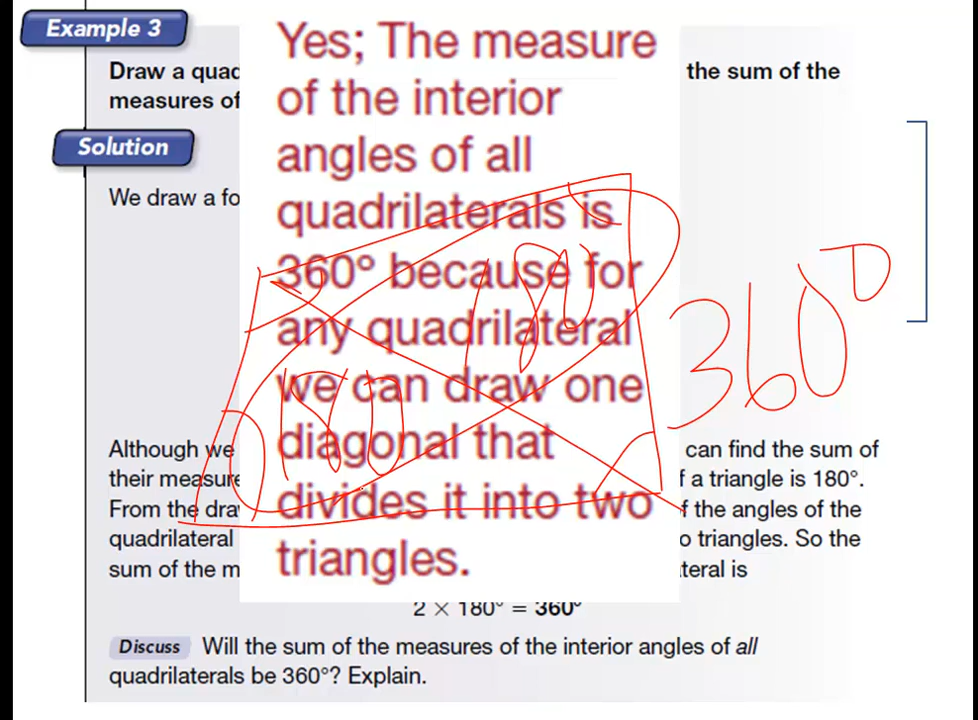 Example 3
Draw a quad
the sum of the
measures of
Solution
We draw a fo
Yes; The measure
of the interior
angles of all
quadrilaterals is
360° because for
any quadrilateral
we can draw one
diagonal that
divides it into two
triangles.
180
180
360°
Although we
can find the sum of
their measure
f a triangle is 180°.
From the dra
f the angles of the
quadrilateral
o triangles. So the
sum of the m
teral is
2 × 180° = 360°
Discuss Will the sum of the measures of the interior angles of all
quadrilaterals be 360°? Explain.